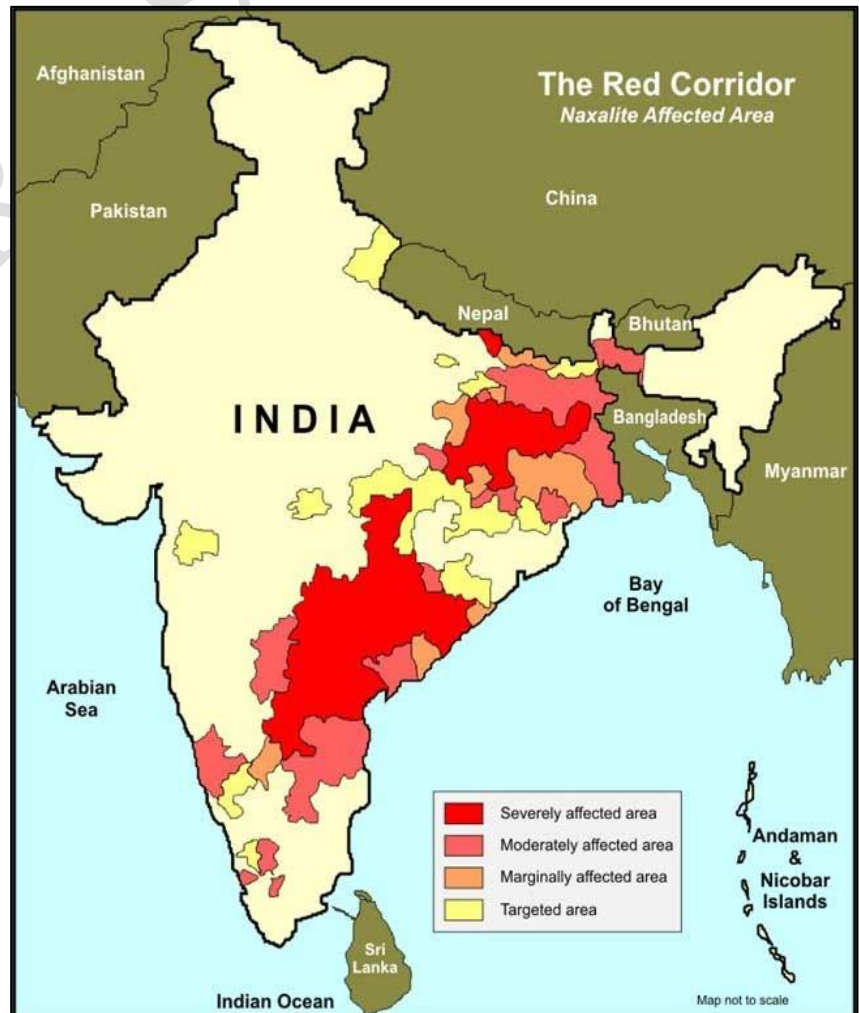 The Red Corridor
Naxalite Affected Area
Afghanistan
China
Pakistan
Nepal
Bhutan
INDIA
Bangladesh
Myanmar
Bay
of Bengal
Arabian
Sea
Severely affected area
Moderately affected area
Marginally affected area
Targeted area
Andaman
&
Nicobar
Islands
Sri
Lanka
Indian Ocean
Map not to scale